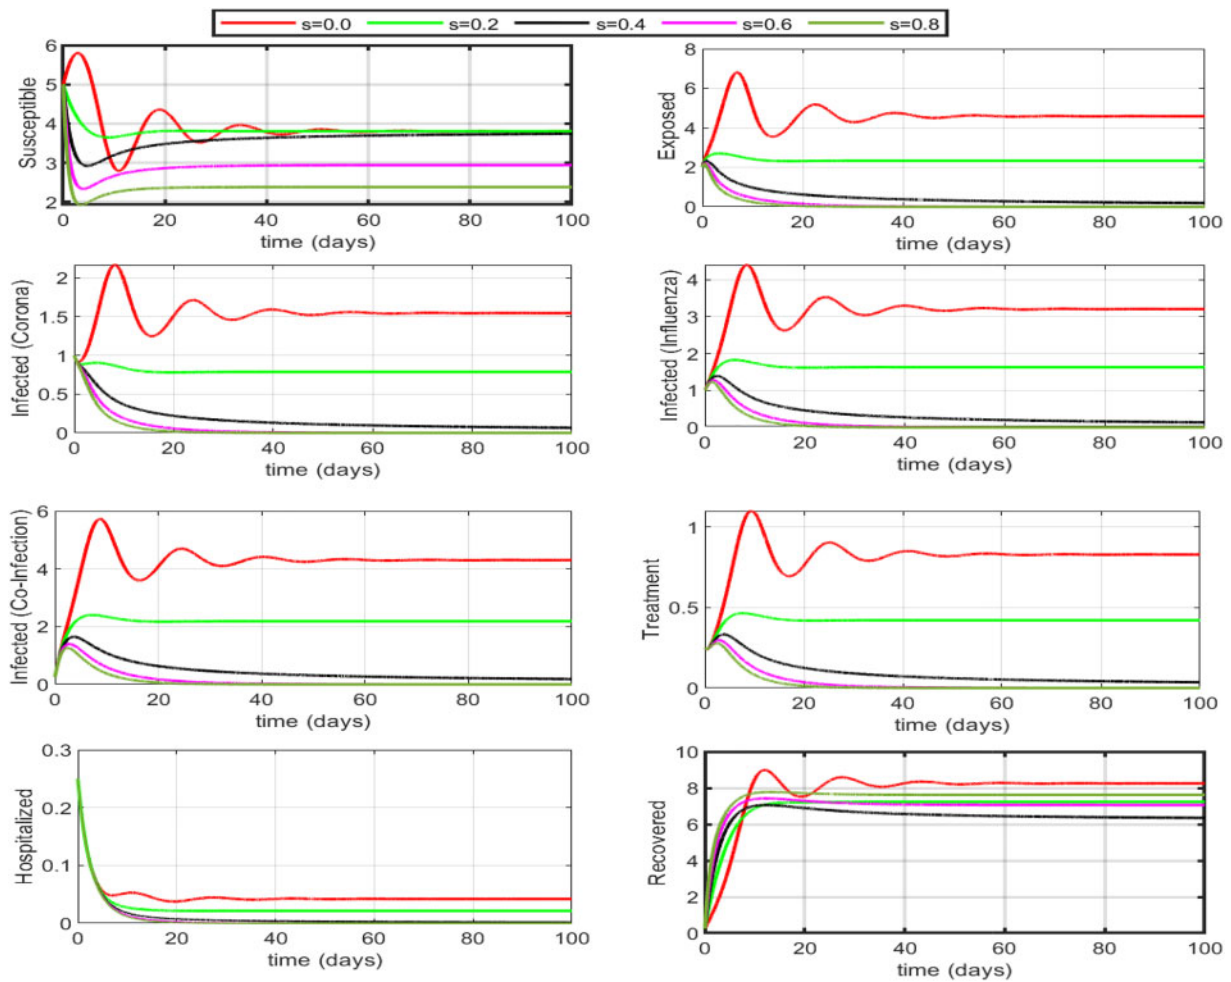 s=0.0 s=0.2 s=0.4 s=0.6 s=0.8
Susceptible
6
5
4
3
2
0 20 40 60 80 100
time (days)
Exposed
8
6
4
2
0
0 20 40 60 80 100
time (days)
Infected (Corona)
2
1.5
1
0.5
0
0 20 40 60 80 100
time (days)
Infected (Influenza)
4
3
2
1
0
0 20 40 60 80 100
time (days)
Infected (Co-Infection)
6
4
2
0
0 20 40 60 80 100
time (days)
Treatment
1
0.5
0
0 20 40 60 80 100
time (days)
Hospitalized
0.3
0.2
0.1
0
0 20 40 60 80 100
time (days)
Recovered
10
8
6
4
2
0
0 20 40 60 80 100
time (days)